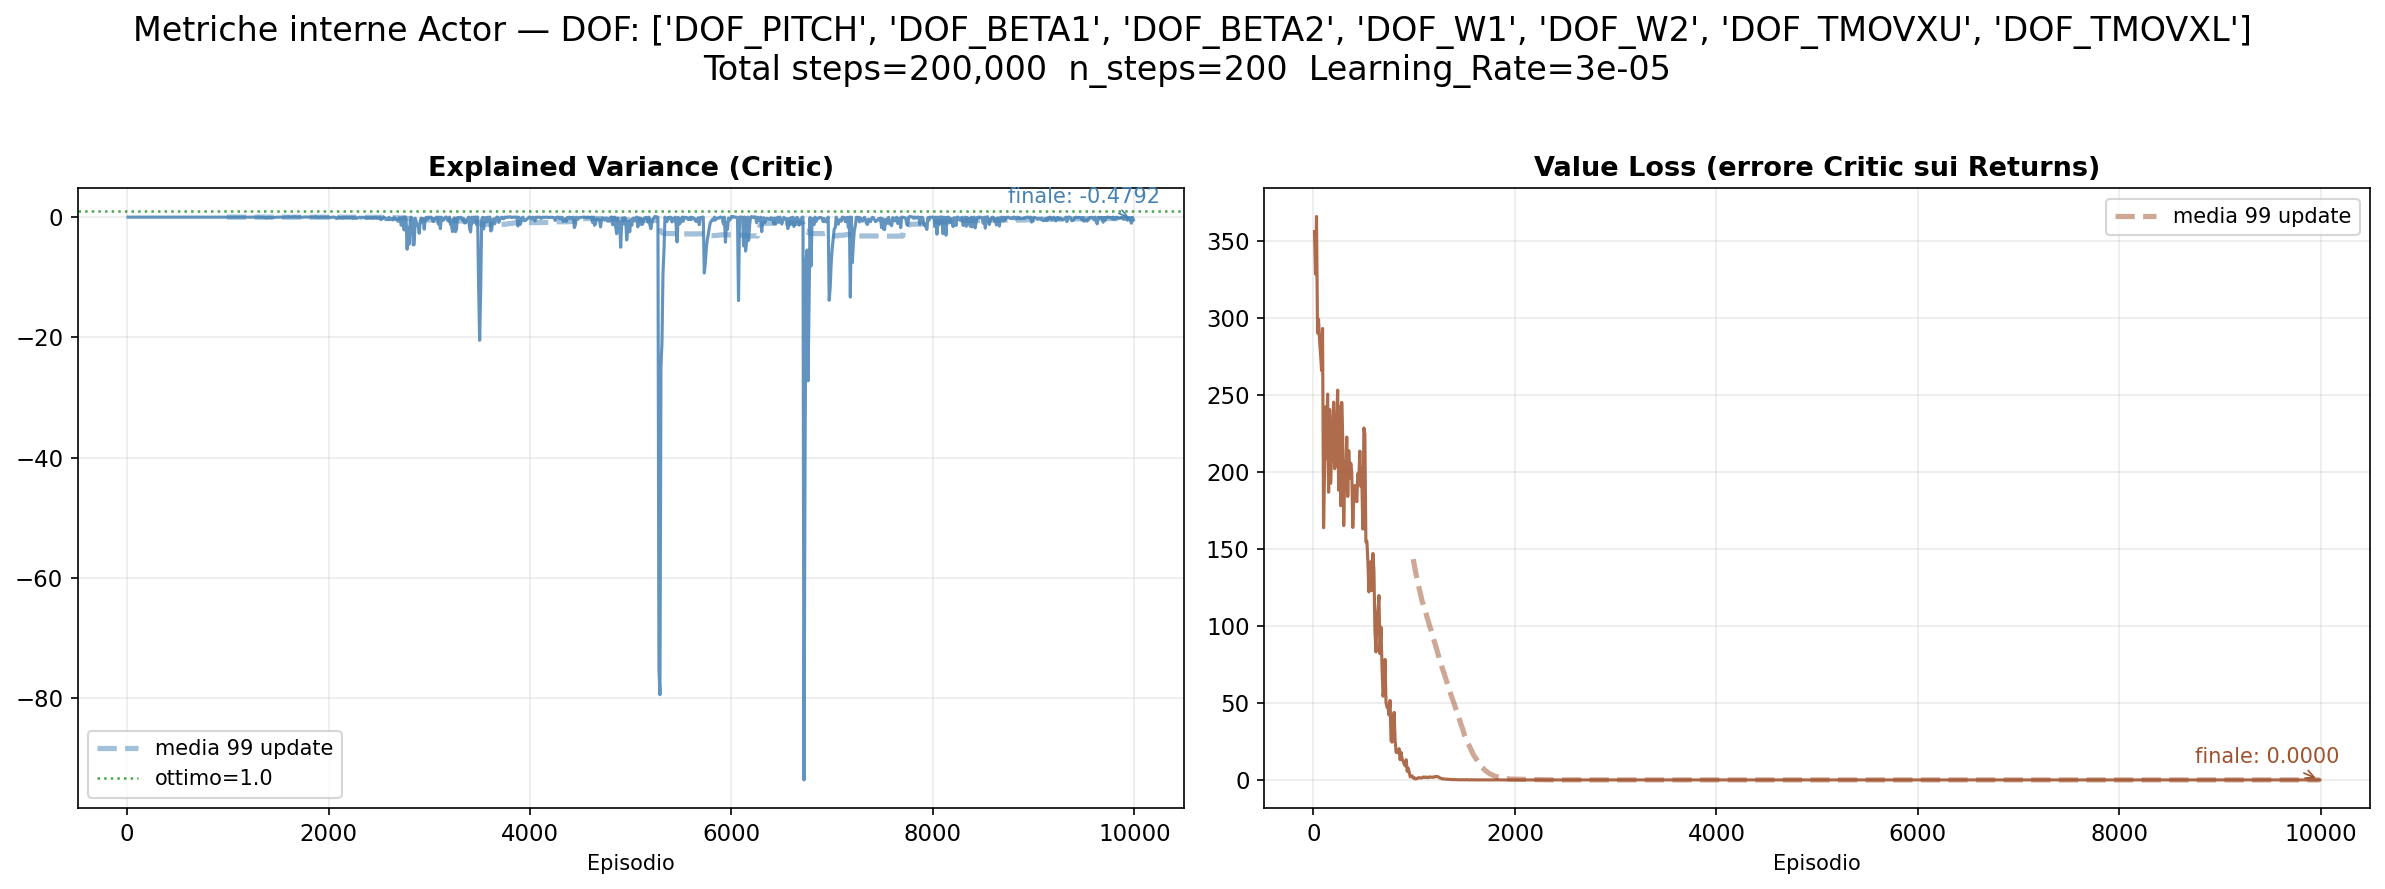 Metriche interne Actor — DOF: ['DOF_PITCH', 'DOF_BETA1', 'DOF_BETA2', 'DOF_W1', 'DOF_W2', 'DOF_TMOVXU', 'DOF_TMOVXL']
Total steps=200,000  n_steps=200  Learning_Rate=3e-05
Explained Variance (Critic)
finale: -0.4792
0
−20
−40
−60
−80
media 99 update
ottimo=1.0
0
2000
4000
6000
8000
10000
Episodio
Value Loss (errore Critic sui Returns)
media 99 update
350
300
250
200
150
100
50
0
finale: 0.0000
0
2000
4000
6000
8000
10000
Episodio